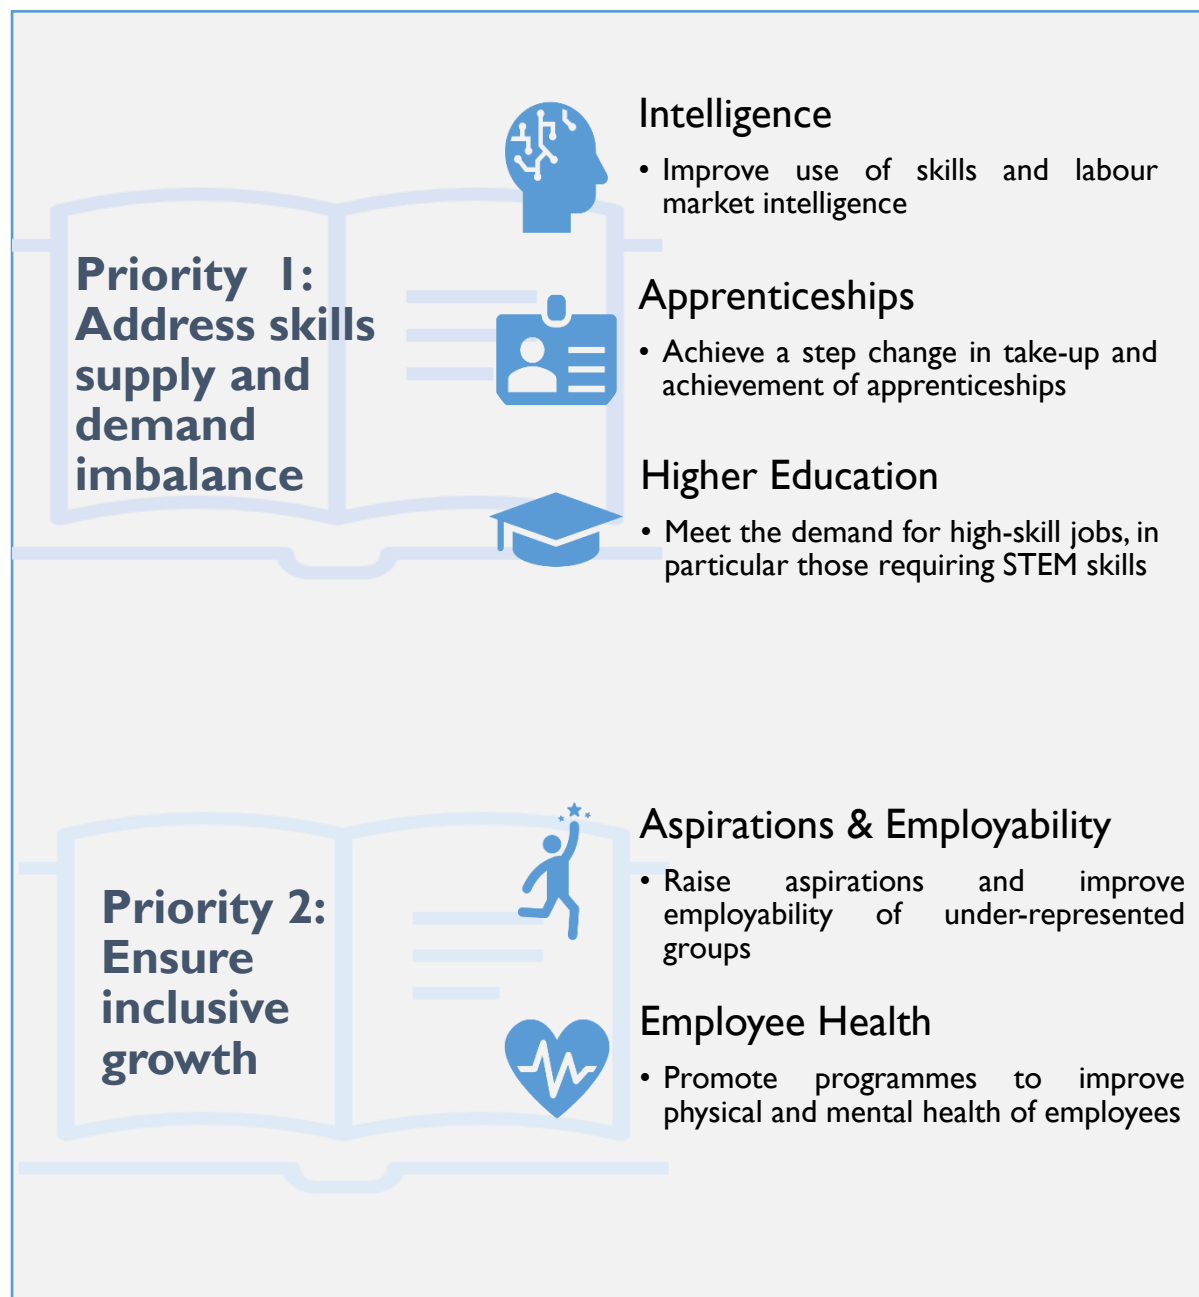 Priority 1:
Address skills
supply and
demand
imbalance
Intelligence
• Improve use of skills and labour
market intelligence
Apprenticeships
• Achieve a step change in take-up and
achievement of apprenticeships
Higher Education
• Meet the demand for high-skill jobs, in
particular those requiring STEM skills
Priority 2:
Ensure
inclusive
growth
Aspirations & Employability
• Raise aspirations and improve
employability of under-represented
groups
Employee Health
• Promote programmes to improve
physical and mental health of employees